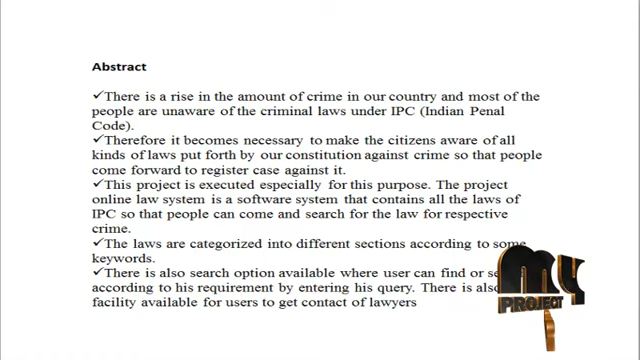 Abstract
✓There is a rise in the amount of crime in our country and most of the
people are unaware of the criminal laws under IPC (Indian Penal
Code).
✓Therefore it becomes necessary to make the citizens aware of all
kinds of laws put forth by our constitution against crime so that people
come forward to register case against it.
✓This project is executed especially for this purpose. The project
online law system is a software system that contains all the laws of
IPC so that people can come and search for the law for respective
crime.
✓The laws are categorized into different sections according to some
keywords.
✓There is also search option available where user can find or
according to his requirement by entering his query. There is also
facility available for users to get contact of lawyers
MY
PROJECT